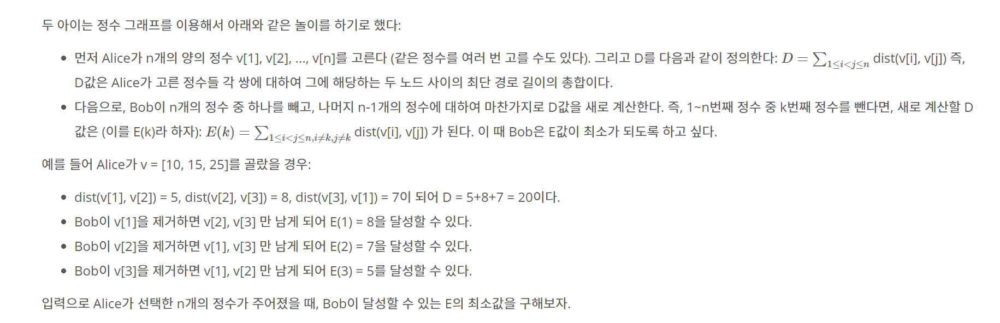 두 아이는 정수 그래프를 이용해서 아래와 같은 놀이를 하기로 했다:
• 먼저 Alice가 n개의 양의 정수 v[1], v[2], ..., v[n]를 고른다 (같은 정수를 여러 번 고를 수도 있다). 그리고 D를 다음과 같이 정의한다: D = ∑1≤i<j≤n dist(v[i], v[j]) 즉,
D값은 Alice가 고른 정수들 각 쌍에 대하여 그에 해당하는 두 노드 사이의 최단 경로 길이의 총합이다.
• 다음으로, Bob이 n개의 정수 중 하나를 빼고, 나머지 n-1개의 정수에 대하여 마찬가지로 D값을 새로 계산한다. 즉, 1~n번째 정수 중 k번째 정수를 뺀다면, 새로 계산할 D
값은 (이를 E(k)라 하자): E(k) = ∑1≤i<j≤n,i≠k,j≠k dist(v[i], v[j]) 가 된다. 이 때 Bob은 E값이 최소가 되도록 하고 싶다.
예를 들어 Alice가 v = [10, 15, 25]를 골랐을 경우:
• dist(v[1], v[2]) = 5, dist(v[2], v[3]) = 8, dist(v[3], v[1]) = 7이 되어 D = 5+8+7 = 20이다.
• Bob이 v[1]을 제거하면 v[2], v[3] 만 남게 되어 E(1) = 8을 달성할 수 있다.
• Bob이 v[2]을 제거하면 v[1], v[3] 만 남게 되어 E(2) = 7을 달성할 수 있다.
• Bob이 v[3]을 제거하면 v[1], v[2] 만 남게 되어 E(3) = 5를 달성할 수 있다.
입력으로 Alice가 선택한 n개의 정수가 주어졌을 때, Bob이 달성할 수 있는 E의 최소값을 구해보자.